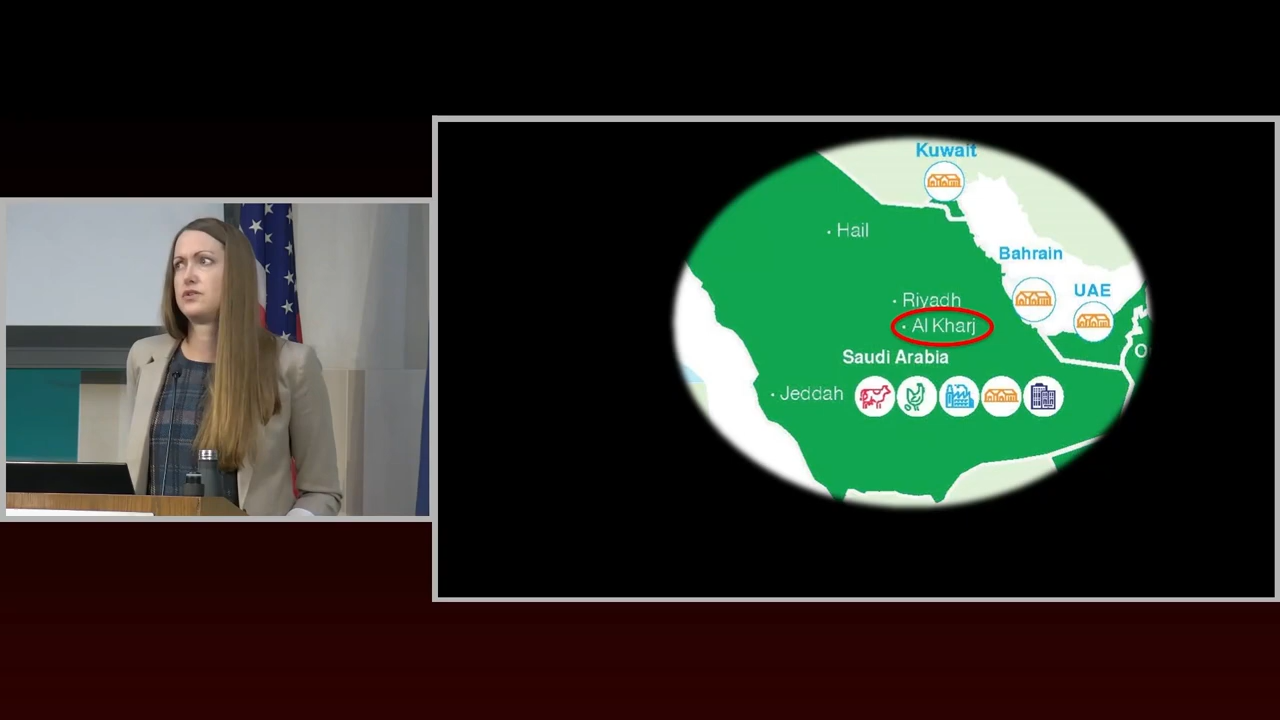 Kuwait
Hail
Bahrain
UAE
Riyadh
Al Kharj
Saudi Arabia
Jeddah
O